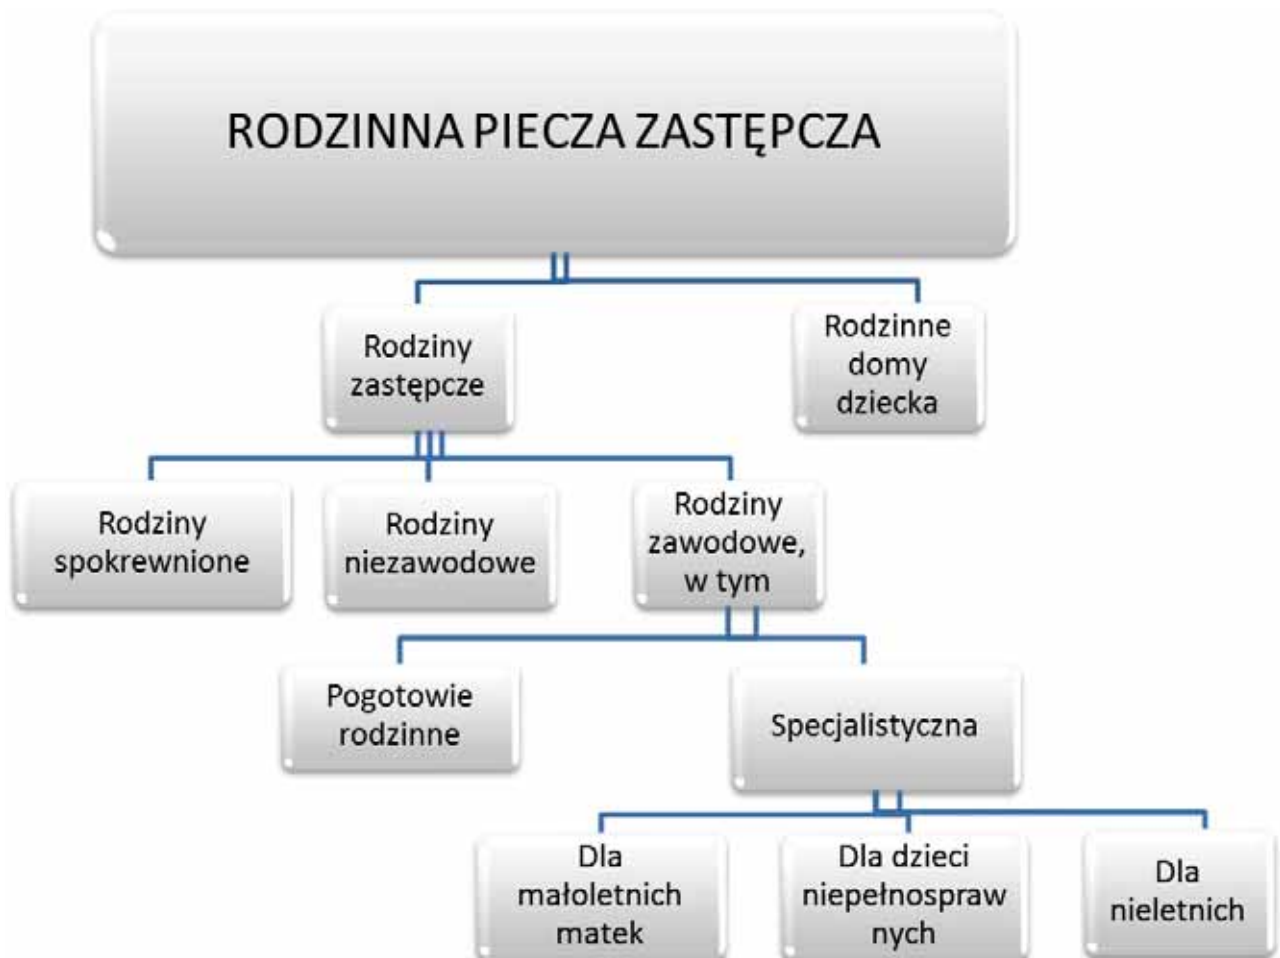 RODZINNA PIECZA ZASTĘPCZA
Rodziny
zastępcze
Rodzinne
domy
dziecka
Rodziny
spokrewnione
Rodziny
niezawodowe
Rodziny
zawodowe,
w tym
Pogotowie
rodzinne
Specjalistyczna
Dla
małoletnich
matek
Dla dzieci
niepełnospraw
nych
Dla
nieletnich